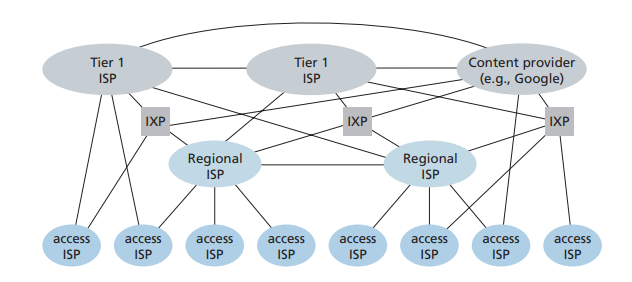 Tier 1
ISP
Tier 1
ISP
Content provider
(e.g., Google)
IXP
IXP
IXP
Regional
ISP
Regional
ISP
access
ISP
access
ISP
access
ISP
access
ISP
access
ISP
access
ISP
access
ISP
access
ISP